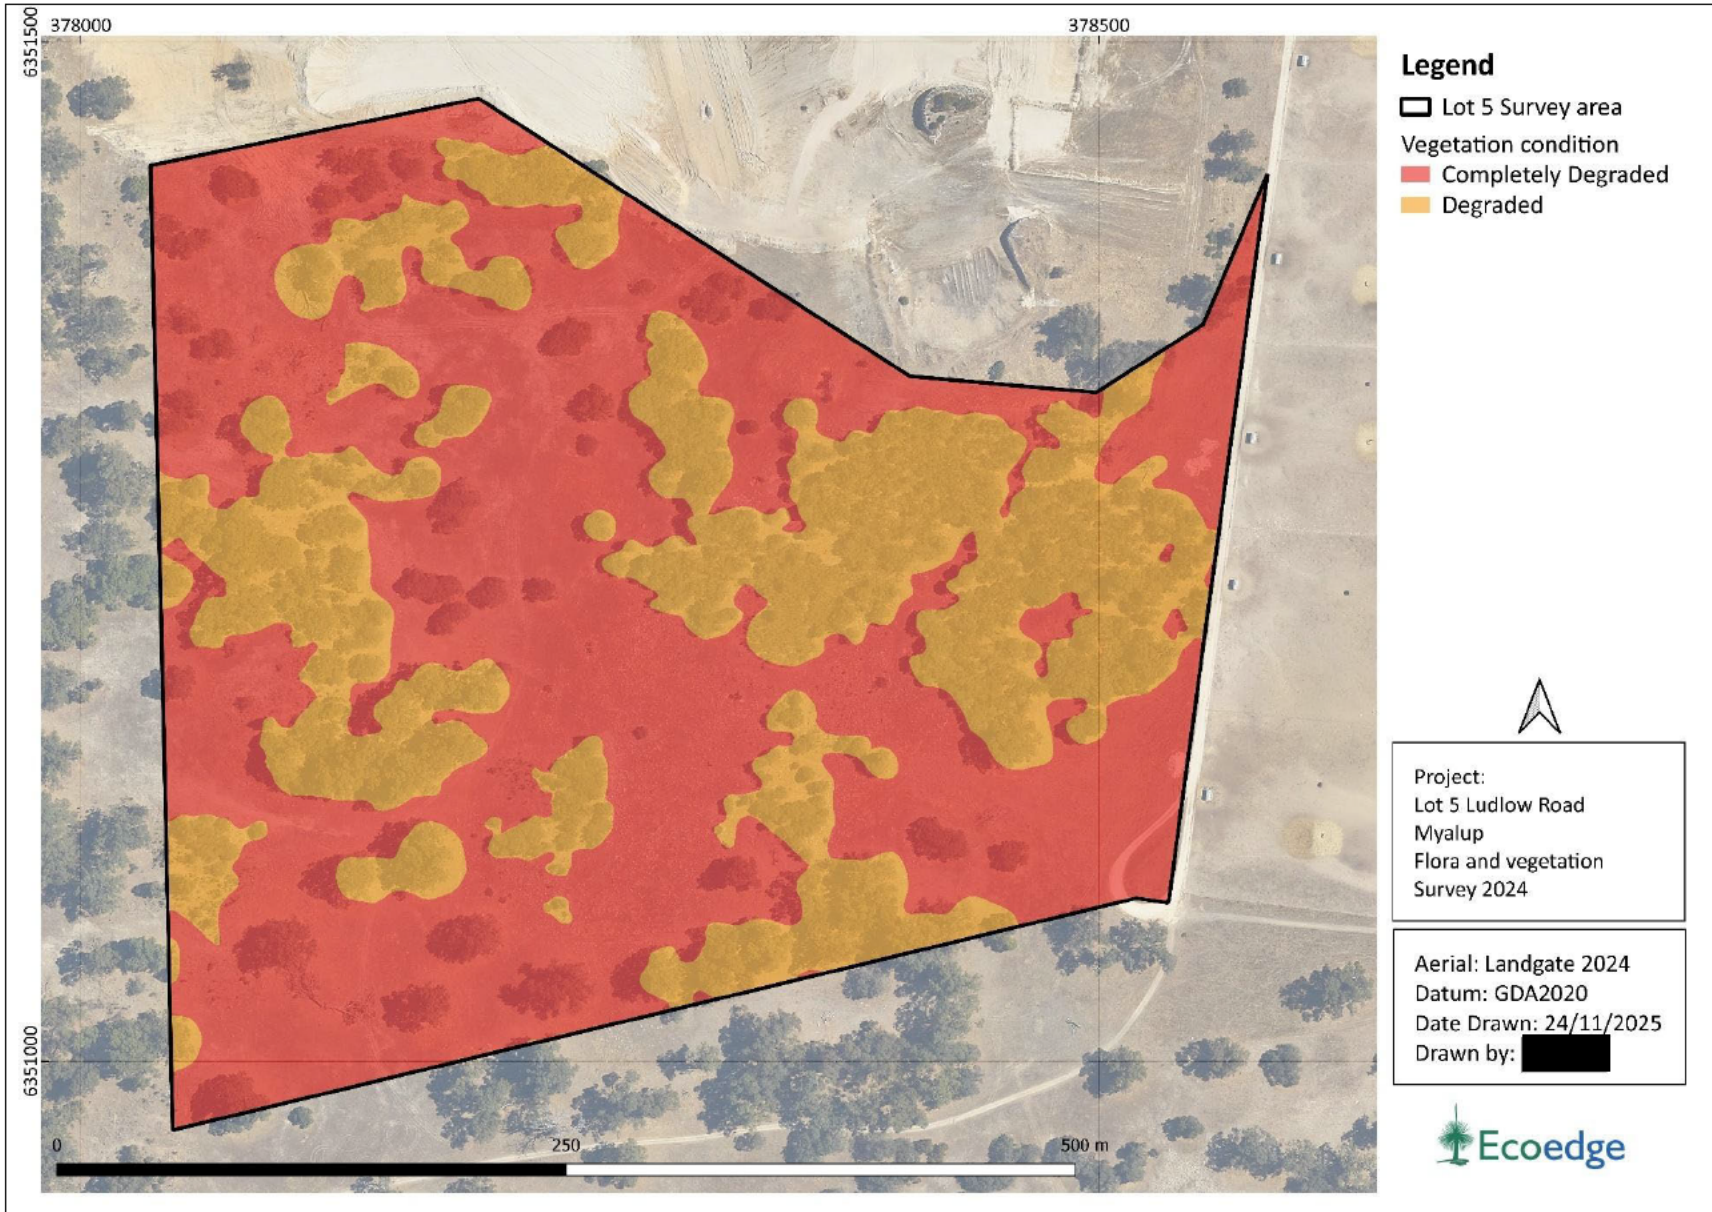 378000
378500
6351500
Legend
Lot 5 Survey area
Vegetation condition
Completely Degraded
Degraded
Project:
Lot 5 Ludlow Road
Myalup
Flora and vegetation
Survey 2024
Aerial: Landgate 2024
Datum: GDA2020
Date Drawn: 24/11/2025
Drawn by:
6351000
0 250 500 m
Ecoedge